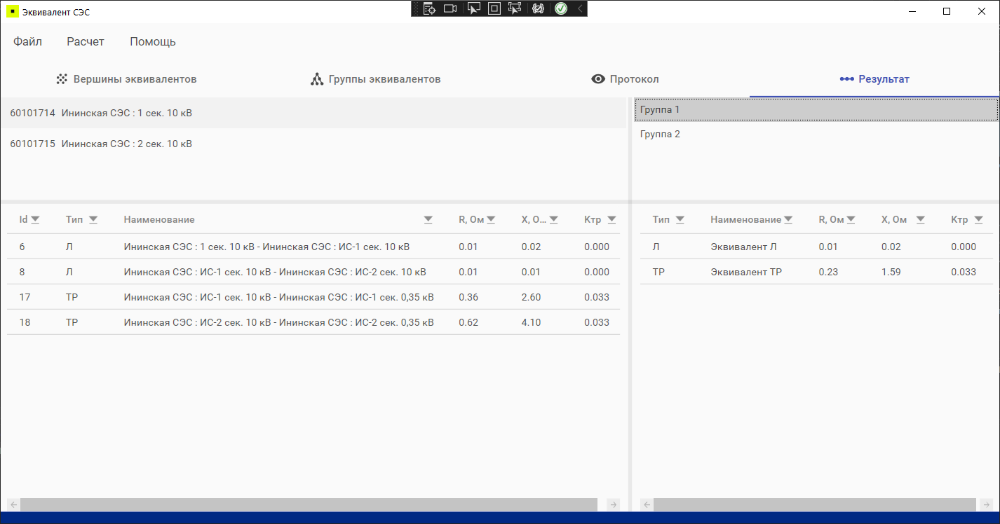 Эквивалент СЭС
Файл Расчет Помощь
Вершины эквивалентов Группы эквивалентов Протокол Результат
60101714 Ининская СЭС : 1 сек. 10 кВ
60101715 Ининская СЭС : 2 сек. 10 кВ
Группа 1
Группа 2
Id Тип Наименование R, Ом X, О... Kтр
6 Л Ининская СЭС : 1 сек. 10 кВ - Ининская СЭС : ИС-1 сек. 10 кВ 0.01 0.02 0.000
8 Л Ининская СЭС : ИС-1 сек. 10 кВ - Ининская СЭС : ИС-2 сек. 10 кВ 0.01 0.01 0.000
17 ТР Ининская СЭС : ИС-1 сек. 10 кВ - Ининская СЭС : ИС-1 сек. 0,35 кВ 0.36 2.60 0.033
18 ТР Ининская СЭС : ИС-2 сек. 10 кВ - Ининская СЭС : ИС-2 сек. 0,35 кВ 0.62 4.10 0.033
Тип Наименование R, Ом X, Ом Kтр
Л Эквивалент Л 0.01 0.02 0.000
ТР Эквивалент ТР 0.23 1.59 0.033